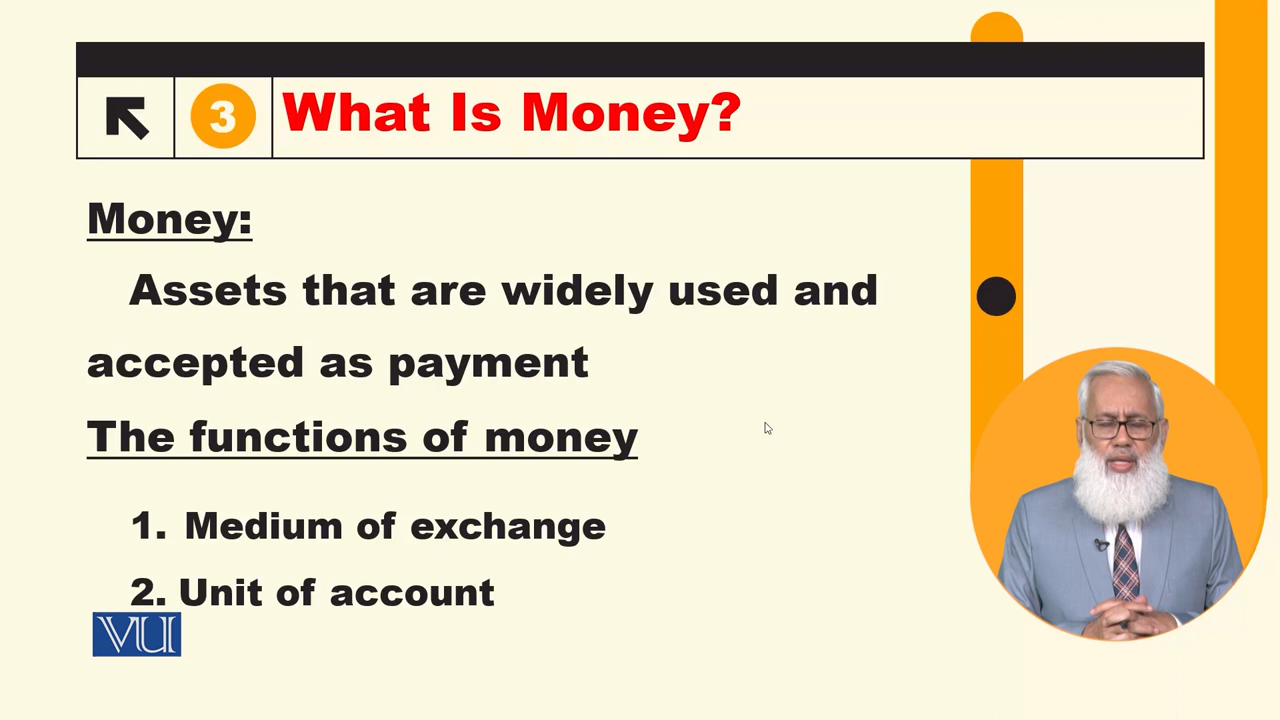 3 What Is Money?
Money:
Assets that are widely used and
accepted as payment
The functions of money
1. Medium of exchange
2. Unit of account
VU